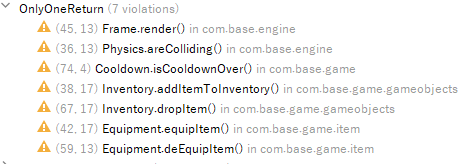 OnlyOneReturn (7 violations)
(45, 13) Frame.render() in com.base.engine
(36, 13) Physics.areColliding() in com.base.engine
(74, 4) Cooldown.isCooldownOver() in com.base.game
(38, 17) Inventory.addItemToInventory() in com.base.game.gameobjects
(67, 17) Inventory.dropItem() in com.base.game.gameobjects
(42, 17) Equipment.equipItem() in com.base.game.item
(59, 13) Equipment.deEquipItem() in com.base.game.item